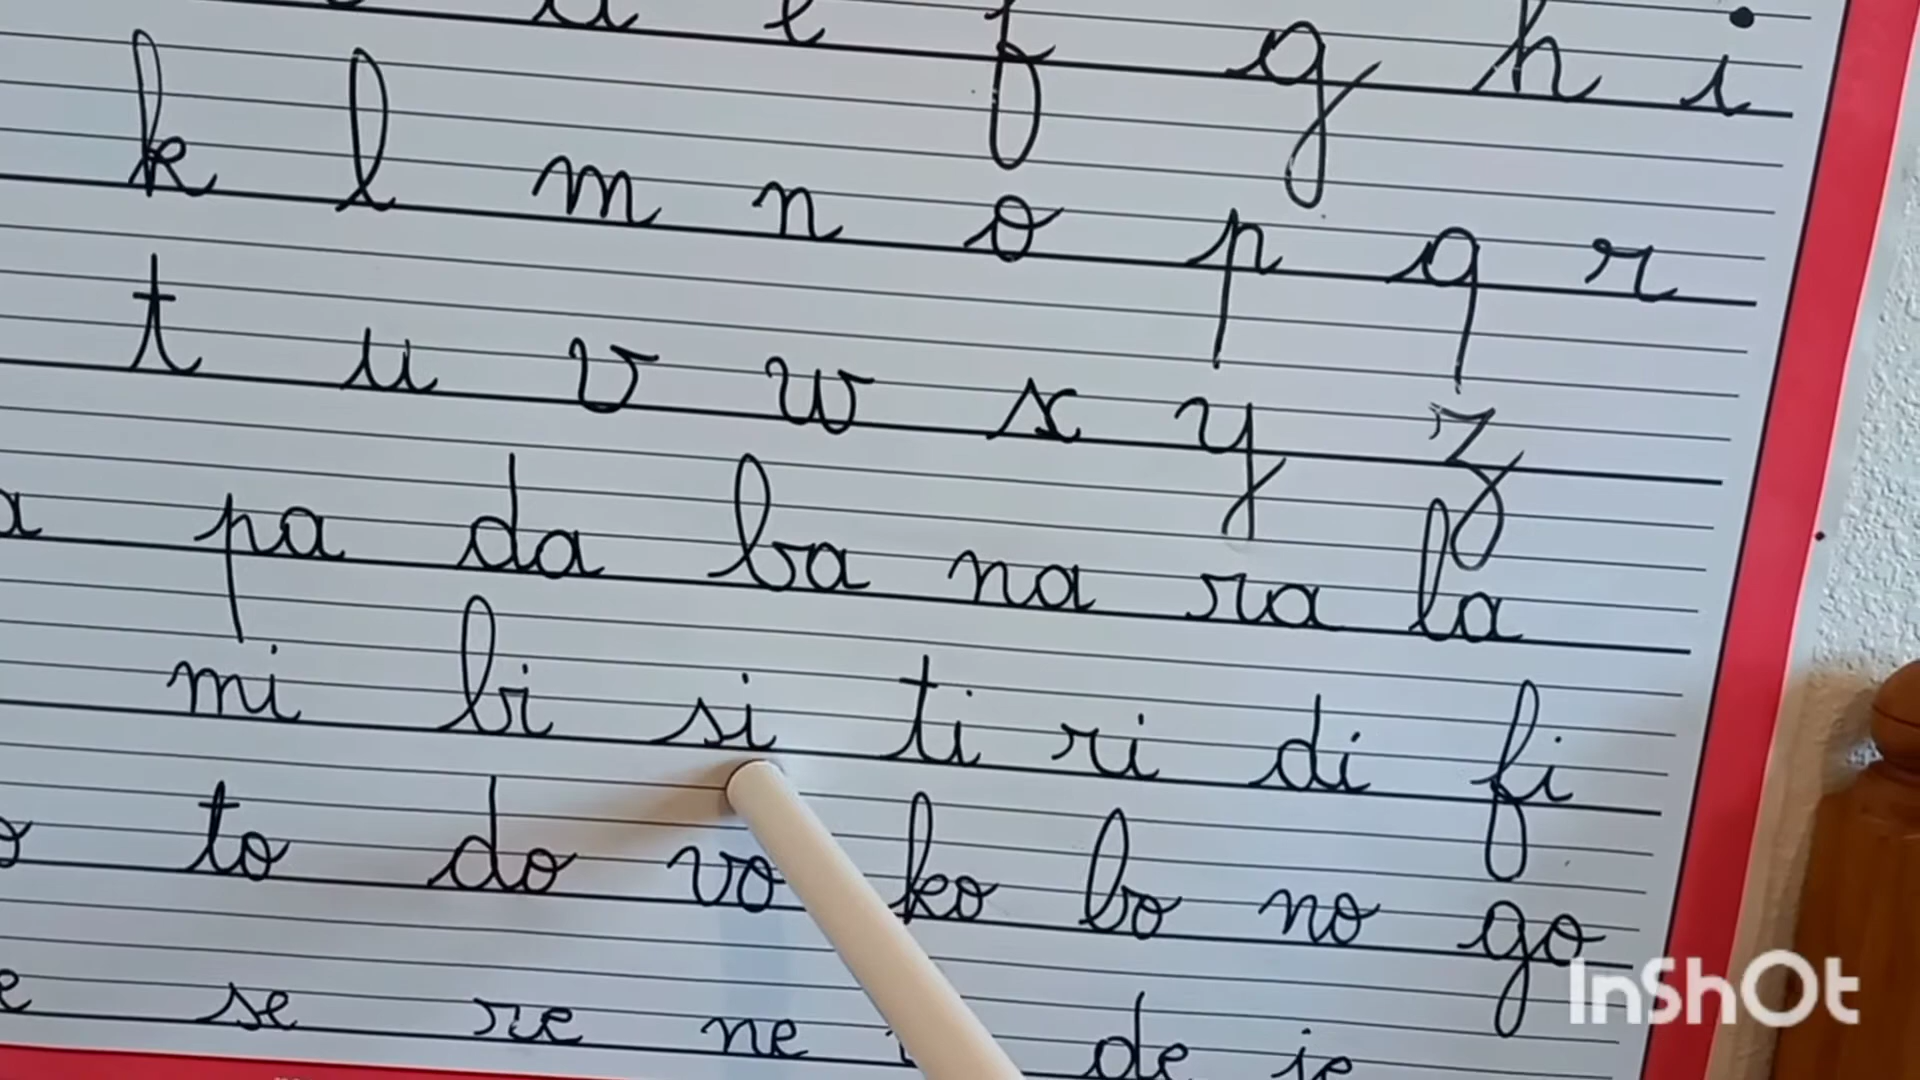 d e f g h i
k l m n o p q r
t u v w x y z
pa da ba na ra la
mi bi si ti ri di fi
to do vo ko bo no go
se re ne de je
InShOt